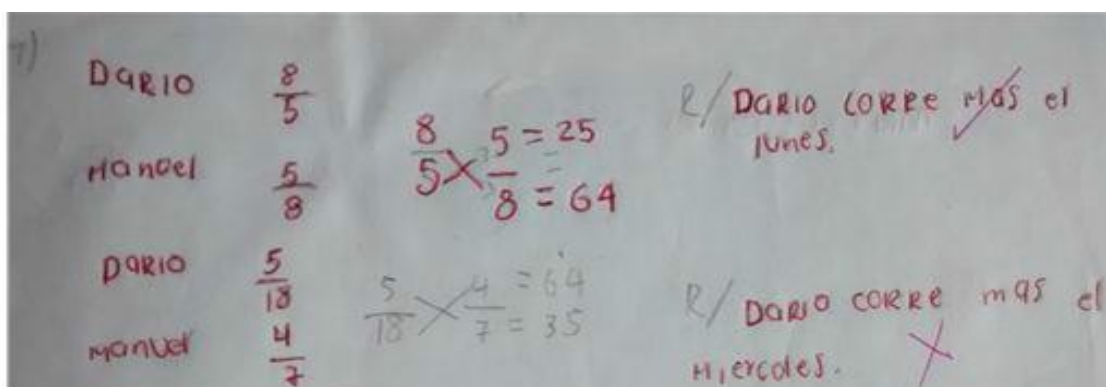 7)
DARIO 8/5
Manoel 5/8
8/5 X 5/8 = 25 = 64
R/ DARIO CORRE MAS el
lunes.
DARIO 5/18
Manuel 4/7
5/18 X 4/7 = 64 = 35
R/ DARIO CORRE mas el
Miercoles.